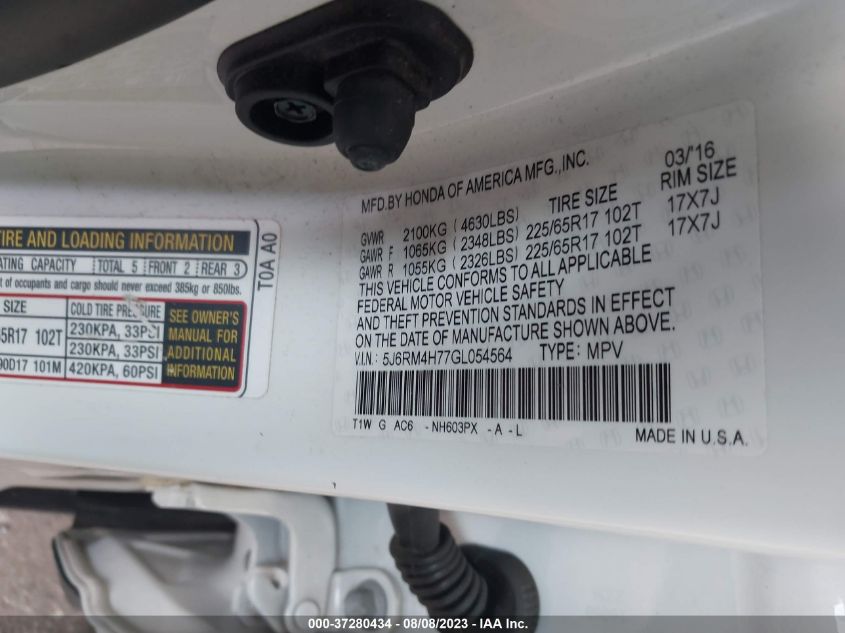 TIRE AND LOADING INFORMATION
ATING CAPACITY TOTAL 5 FRONT 2 REAR 3
t of occupants and cargo should never exceed 385kg or 850lbs.
SIZE COLD TIRE PRESSURE
5R17 102T 230KPA, 33PSI
230KPA, 33PSI
90D17 101M 420KPA, 60PSI
SEE OWNER'S
MANUAL FOR
ADDITIONAL
INFORMATION
T0A A0
MFD.BY HONDA OF AMERICA MFG.,INC. 03/'16
TIRE SIZE RIM SIZE
GVWR 2100KG ( 4630LBS)
GAWR F 1065KG ( 2348LBS) 225/65R17 102T 17X7J
GAWR R 1055KG ( 2326LBS) 225/65R17 102T 17X7J
THIS VEHICLE CONFORMS TO ALL APPLICABLE
FEDERAL MOTOR VEHICLE SAFETY
AND THEFT PREVENTION STANDARDS IN EFFECT
ON THE DATE OF MANUFACTURE SHOWN ABOVE.
V.I.N.: 5J6RM4H77GL054564 TYPE: MPV
T1W G AC6 -NH603PX -A-L
MADE IN U.S.A.
000-37280434 - 08/08/2023 - IAA Inc.